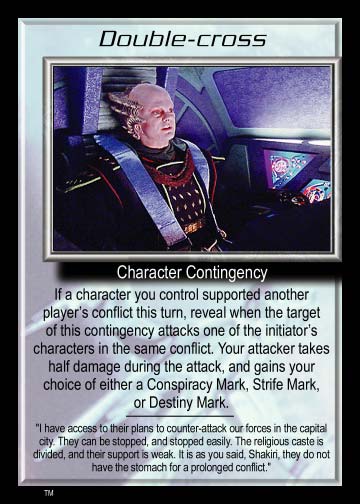 Double-cross
Character Contingency
If a character you control supported another
player's conflict this turn, reveal when the target
of this contingency attacks one of the initiator's
characters in the same conflict. Your attacker takes
half damage during the attack, and gains your
choice of either a Conspiracy Mark, Strife Mark,
or Destiny Mark.
"I have access to their plans to counter-attack our forces in the capital
city. They can be stopped, and stopped easily. The religious caste is
divided, and their support is weak. It is as you said, Shakiri, they do not
have the stomach for a prolonged conflict."
TM